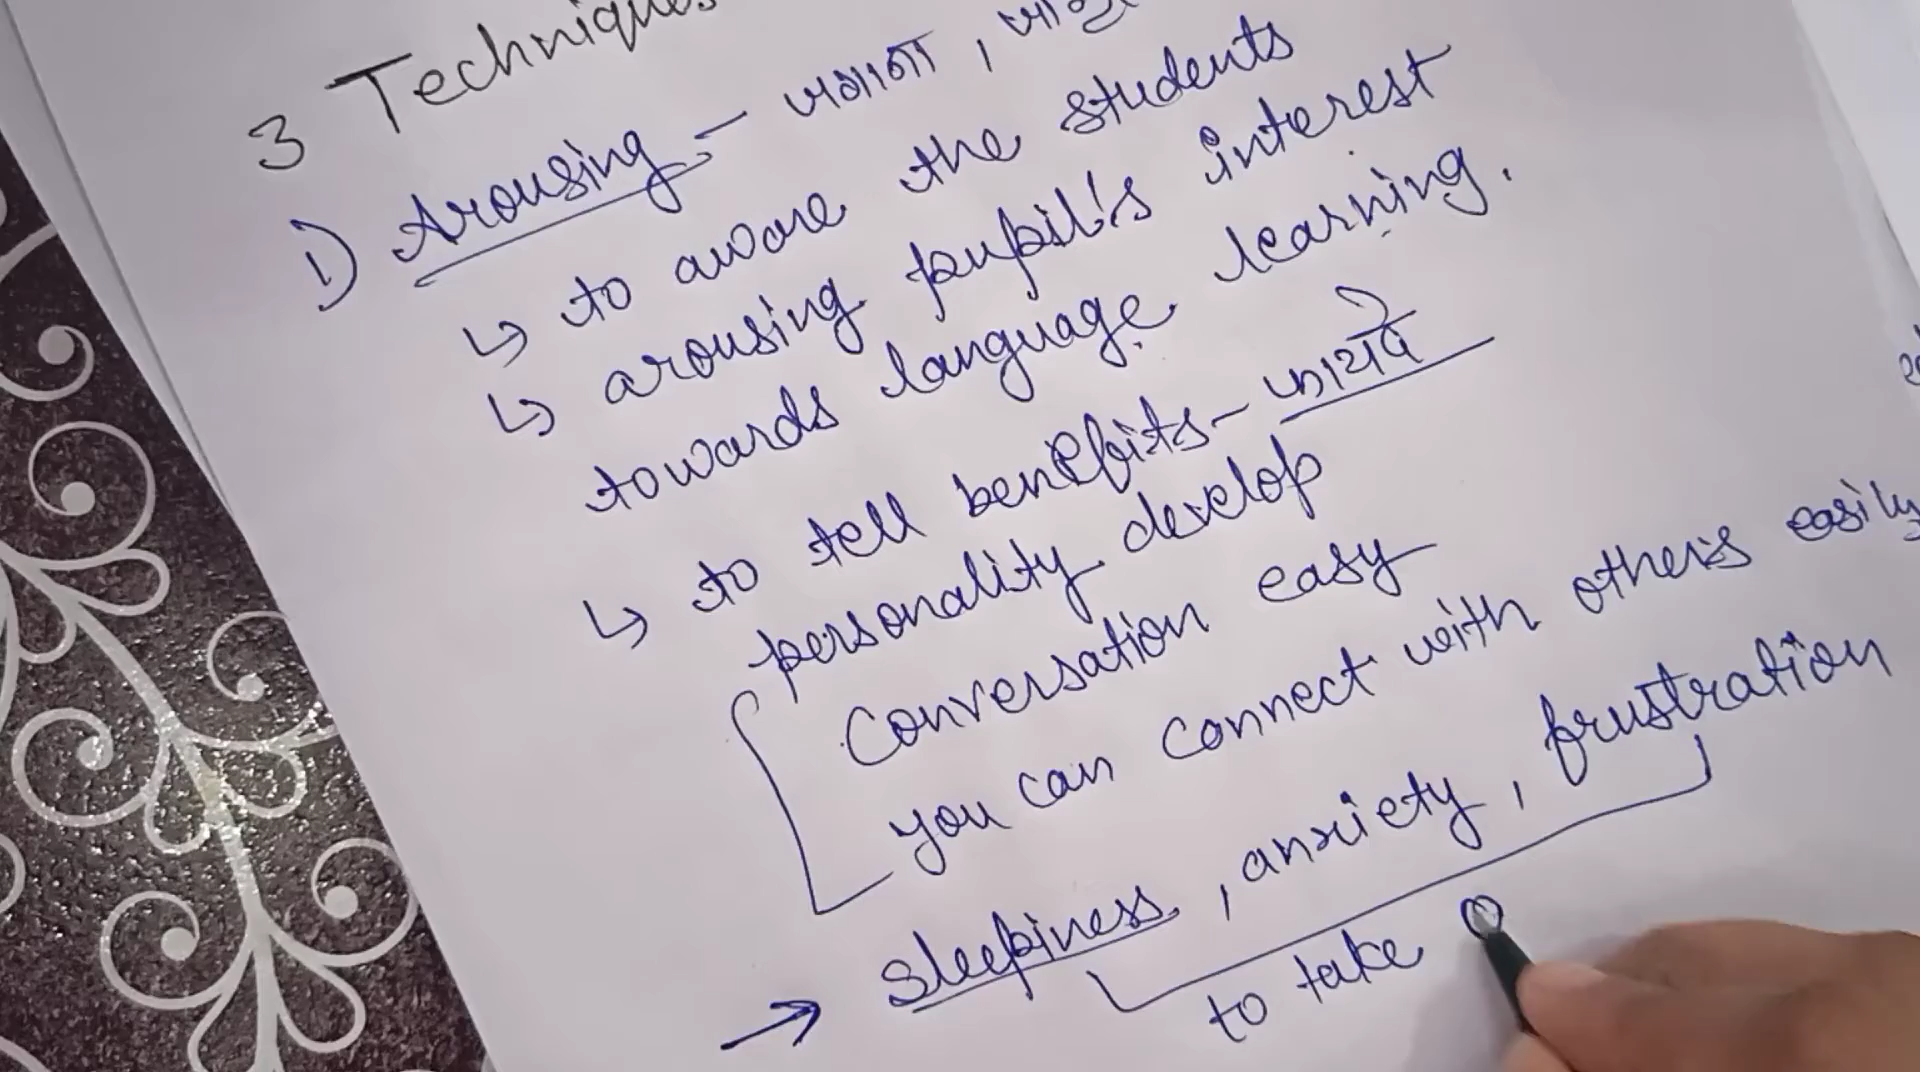 3 Techniques
1) Arousing - जगाना,
↳ to aware the students
↳ arousing pupil's interest
towards language learning.
↳ to tell benefits - फायदे
personality develop
Conversation easy
you can connect with others easily
→ Sleepiness, anxiety, frustration
to take